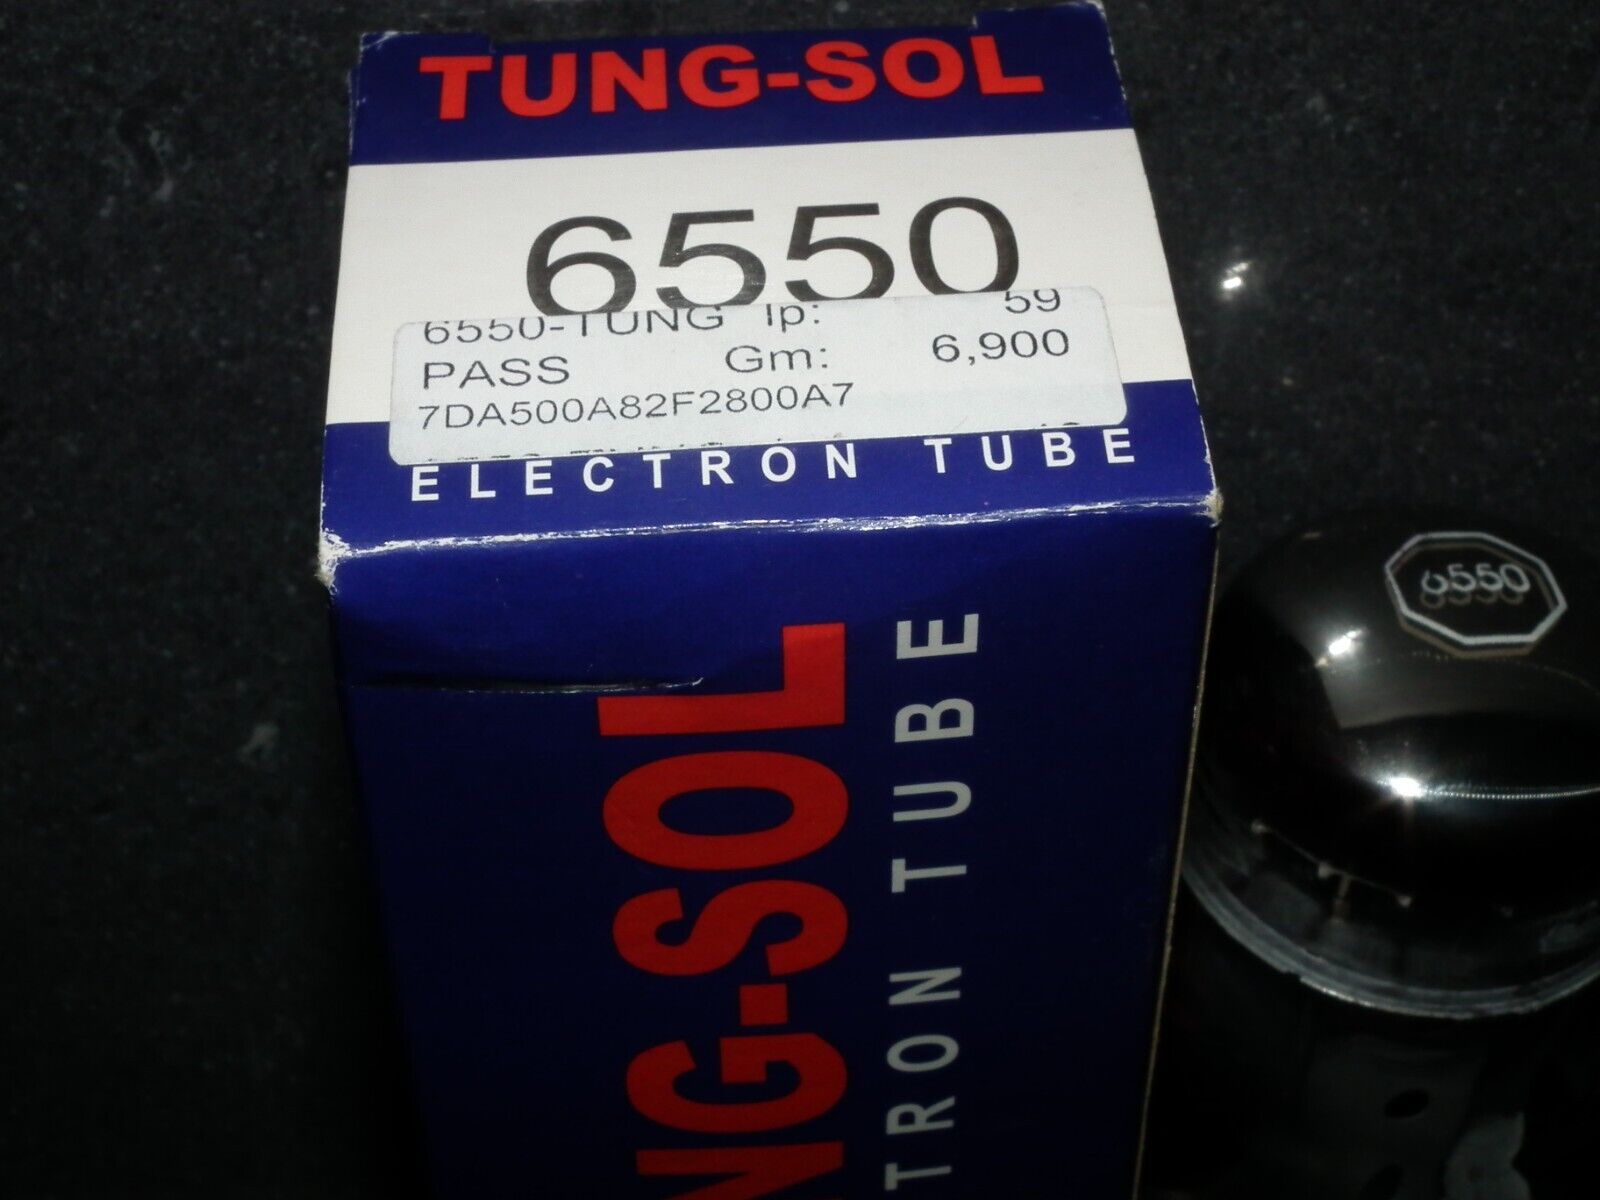 TUNG-SOL
6550
6550-TUNG Ip: 59
PASS Gm: 6,900
7DA500A82F2800A7
ELECTRON TUBE
NG-SOL
TRON TUBE
6550